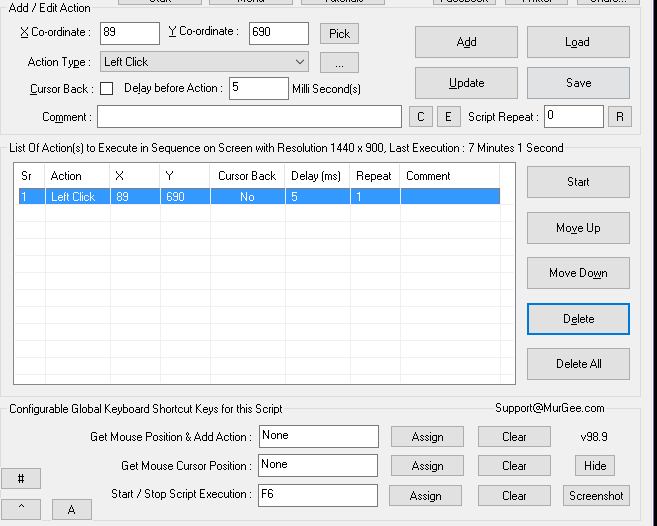 Add / Edit Action
X Co-ordinate : 89 Y Co-ordinate : 690 Pick Add Load
Action Type : Left Click ... Update Save
Cursor Back : Delay before Action : 5 Milli Second(s)
Comment : C E Script Repeat : 0 R
List Of Action(s) to Execute in Sequence on Screen with Resolution 1440 x 900, Last Execution : 7 Minutes 1 Second
Sr Action X Y Cursor Back Delay (ms) Repeat Comment
1 Left Click 89 690 No 5 1
Start
Move Up
Move Down
Delete
Delete All
Configurable Global Keyboard Shortcut Keys for this Script Support@MurGee.com
Get Mouse Position & Add Action : None Assign Clear v98.9
Get Mouse Cursor Position : None Assign Clear Hide
Start / Stop Script Execution : F6 Assign Clear Screenshot
#
^ A